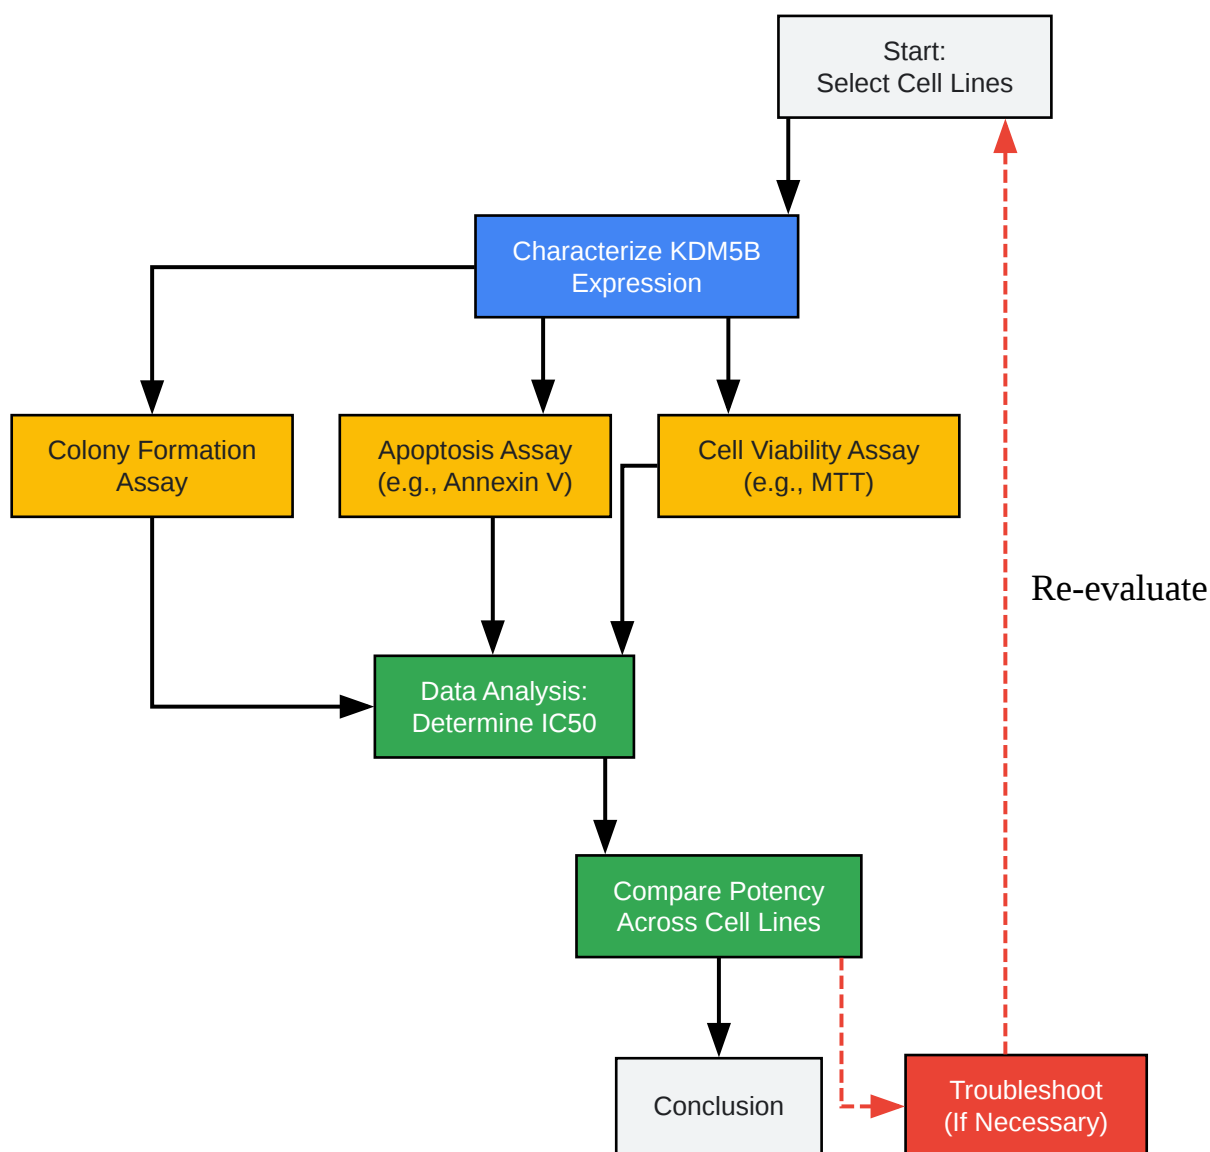 Start:
Select Cell Lines
Characterize KDM5B
Expression
Colony Formation
Assay
Apoptosis Assay
(e.g., Annexin V)
Cell Viability Assay
(e.g., MTT)
Re-evaluate
Data Analysis:
Determine IC50
Compare Potency
Across Cell Lines
Conclusion
Troubleshoot
(If Necessary)